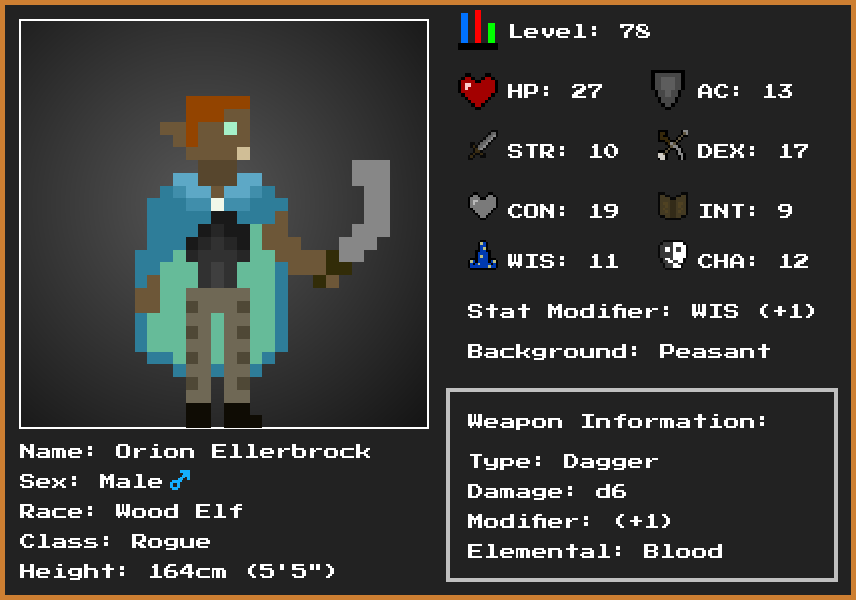 Level: 78
HP: 27 AC: 13
STR: 10 DEX: 17
CON: 19 INT: 9
WIS: 11 CHA: 12
Stat Modifier: WIS (+1)
Background: Peasant
Name: Orion Ellerbrock
Sex: Male ♂
Race: Wood Elf
Class: Rogue
Height: 164cm (5'5")
Weapon Information:
Type: Dagger
Damage: d6
Modifier: (+1)
Elemental: Blood